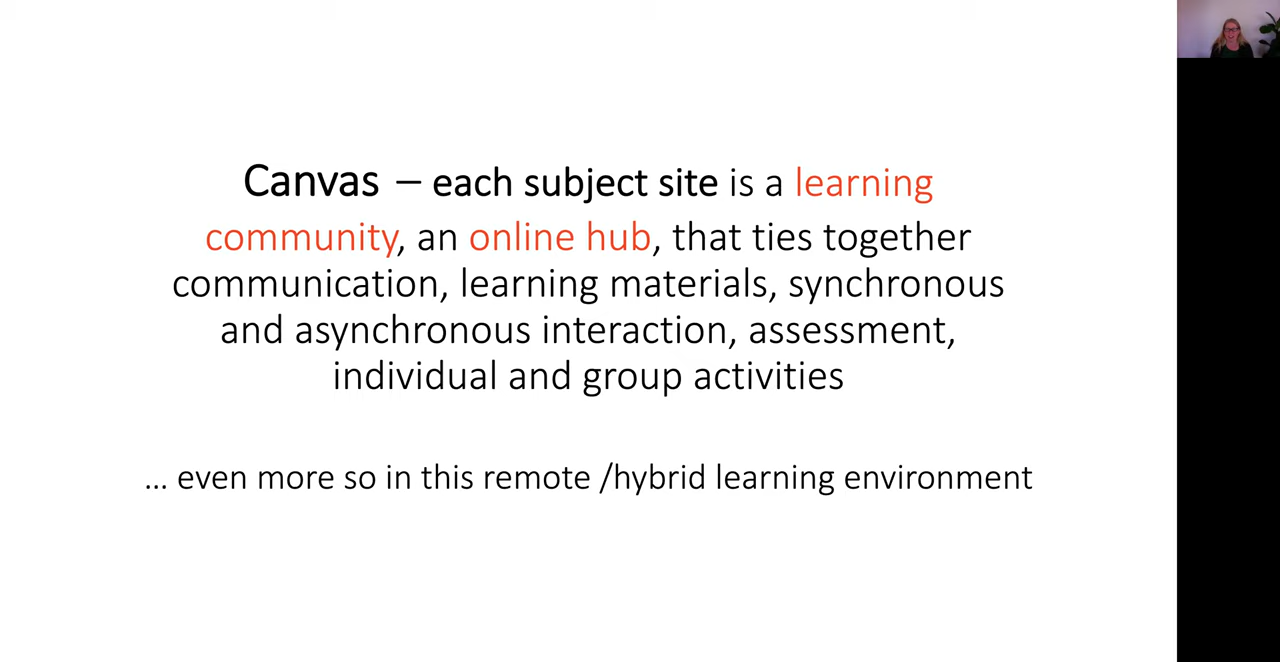 Canvas – each subject site is a learning
community, an online hub, that ties together
communication, learning materials, synchronous
and asynchronous interaction, assessment,
individual and group activities
... even more so in this remote /hybrid learning environment